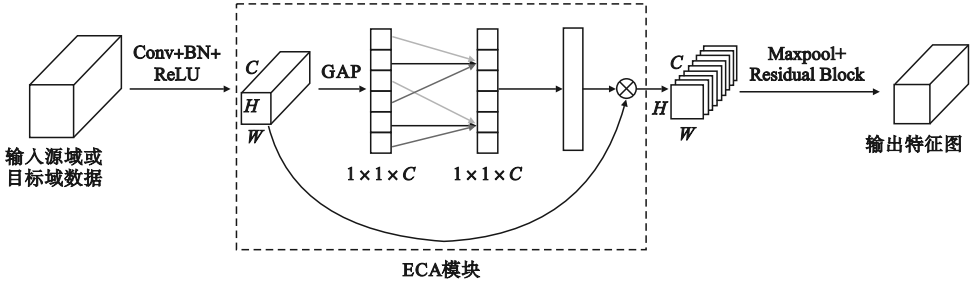 输入源域或
目标域数据
Conv+BN+
ReLU
C
H
W
GAP
1 × 1 × C
1 × 1 × C
ECA模块
C
H
W
Maxpool+
Residual Block
输出特征图